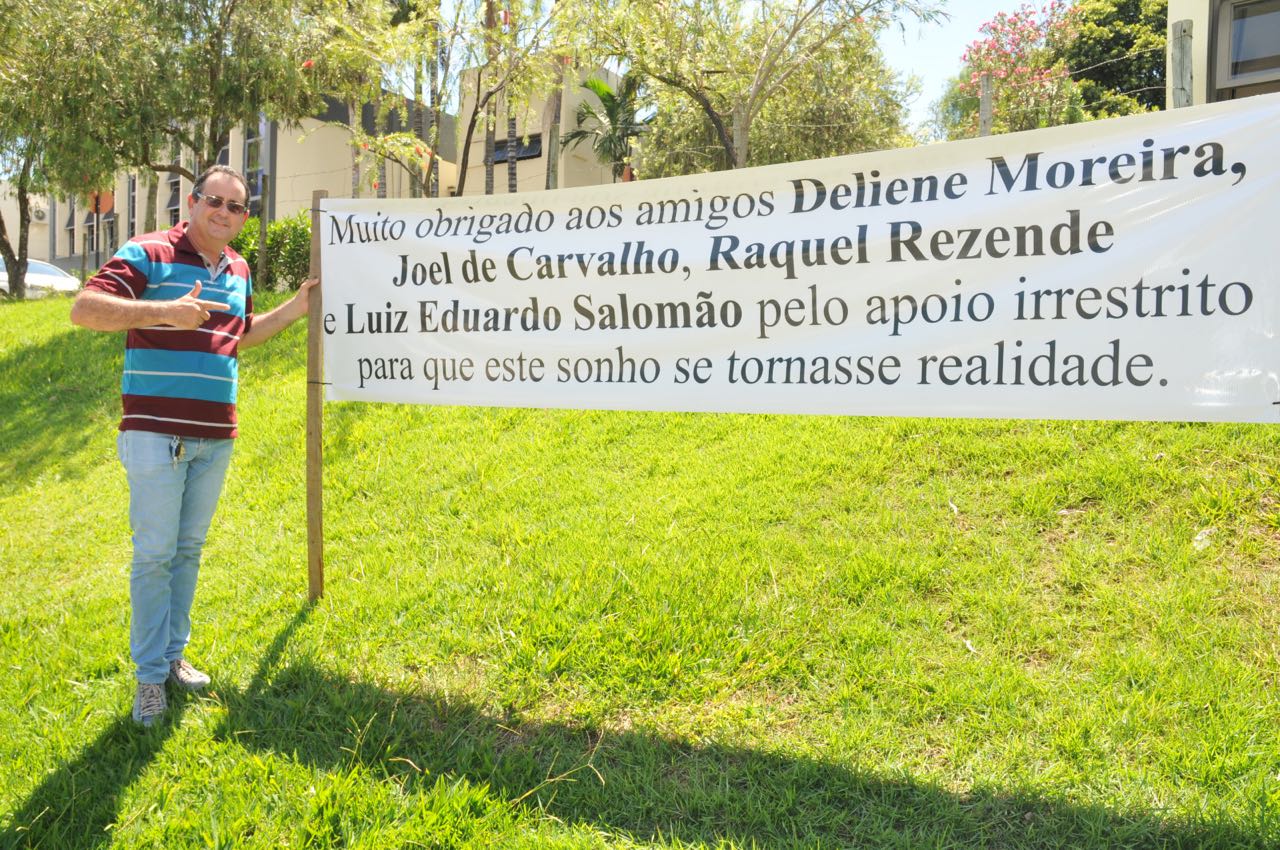 Muito obrigado aos amigos Deliene Moreira,
Joel de Carvalho, Raquel Rezende
e Luiz Eduardo Salomão pelo apoio irrestrito
para que este sonho se tornasse realidade.